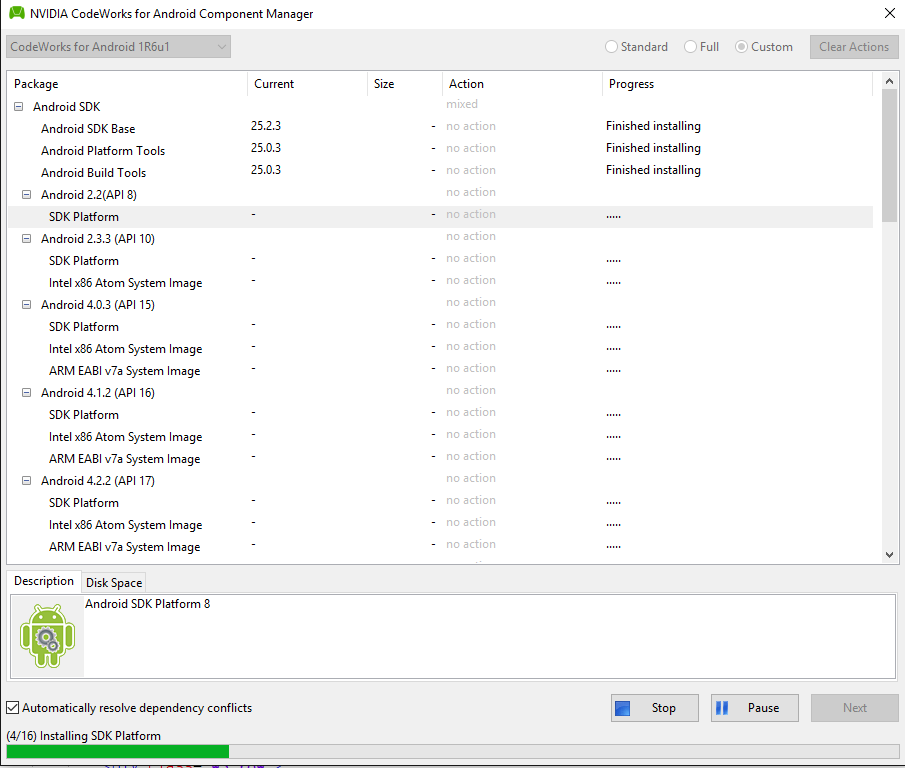 NVIDIA CodeWorks for Android Component Manager
CodeWorks for Android 1R6u1 Standard Full Custom Clear Actions
Package Current Size Action Progress
Android SDK mixed
Android SDK Base 25.2.3 - no action Finished installing
Android Platform Tools 25.0.3 - no action Finished installing
Android Build Tools 25.0.3 - no action Finished installing
Android 2.2(API 8) no action
SDK Platform - - no action .....
Android 2.3.3 (API 10) no action
SDK Platform - - no action .....
Intel x86 Atom System Image - - no action .....
Android 4.0.3 (API 15) no action
SDK Platform - - no action .....
Intel x86 Atom System Image - - no action .....
ARM EABI v7a System Image - - no action .....
Android 4.1.2 (API 16) no action
SDK Platform - - no action .....
Intel x86 Atom System Image - - no action .....
ARM EABI v7a System Image - - no action .....
Android 4.2.2 (API 17) no action
SDK Platform - - no action .....
Intel x86 Atom System Image - - no action .....
ARM EABI v7a System Image - - no action .....
Description Disk Space
Android SDK Platform 8
Automatically resolve dependency conflicts Stop Pause Next
(4/16) Installing SDK Platform